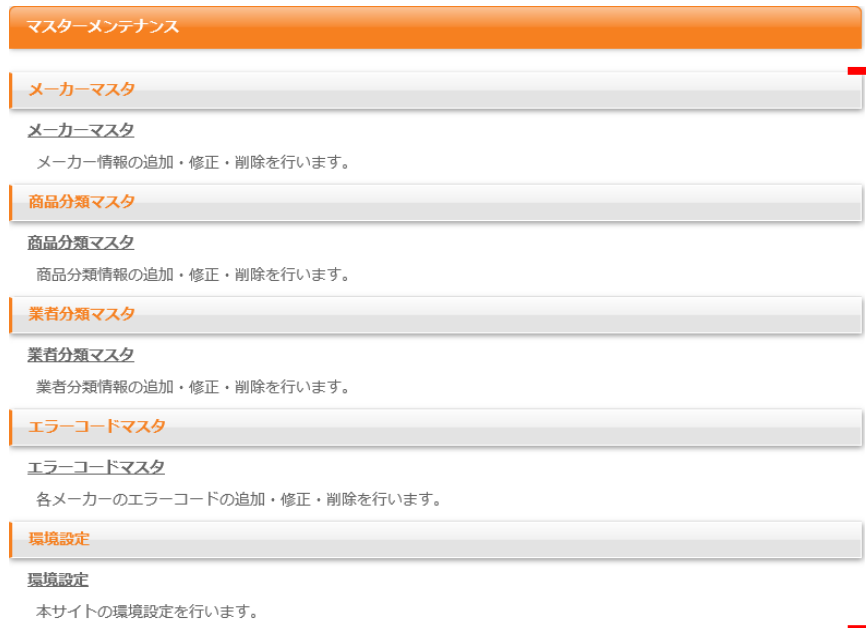 マスターメンテナンス
メーカーマスタ
メーカーマスタ
メーカー情報の追加・修正・削除を行います。
商品分類マスタ
商品分類マスタ
商品分類情報の追加・修正・削除を行います。
業者分類マスタ
業者分類マスタ
業者分類情報の追加・修正・削除を行います。
エラーコードマスタ
エラーコードマスタ
各メーカーのエラーコードの追加・修正・削除を行います。
環境設定
環境設定
本サイトの環境設定を行います。